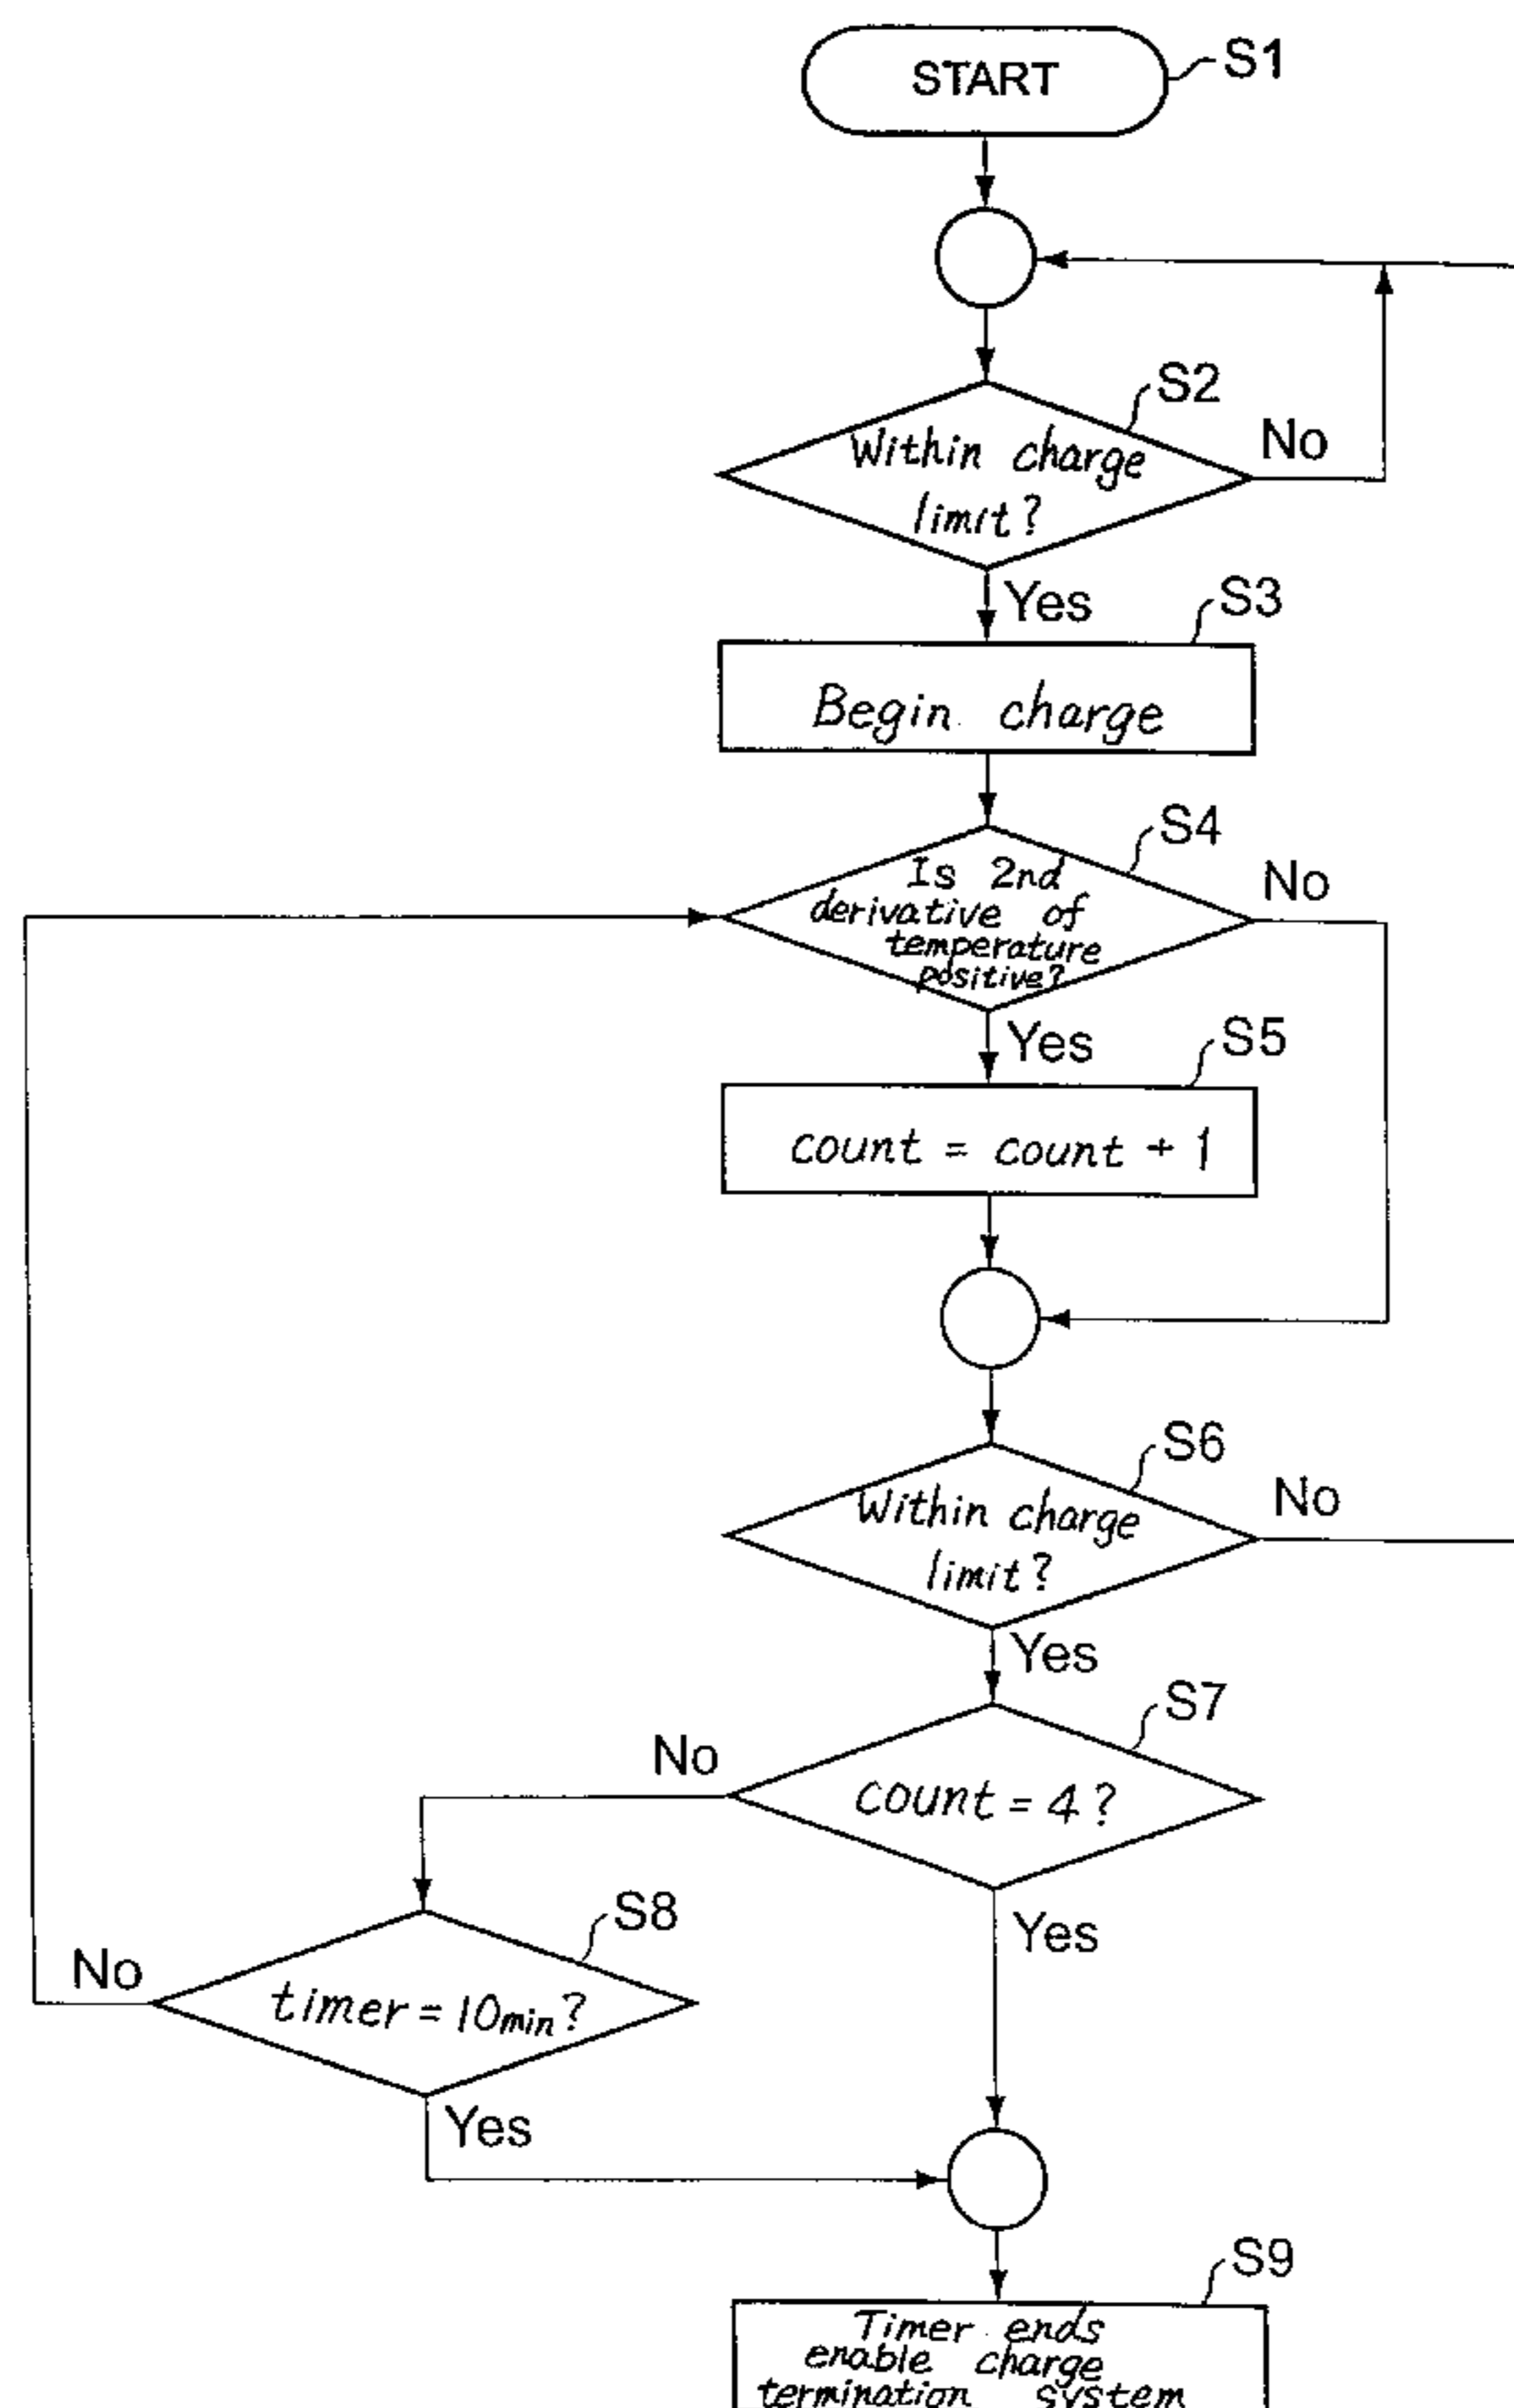 START
S1
S2
Within charge
limit?
No
Yes
S3
Begin charge
S4
Is 2nd
derivative of
temperature
positive?
No
Yes
S5
count = count + 1
S6
Within charge
limit?
No
Yes
S7
No
count = 4?
S8
Yes
No
timer = 10min?
Yes
S9
Timer ends
enable charge
termination system